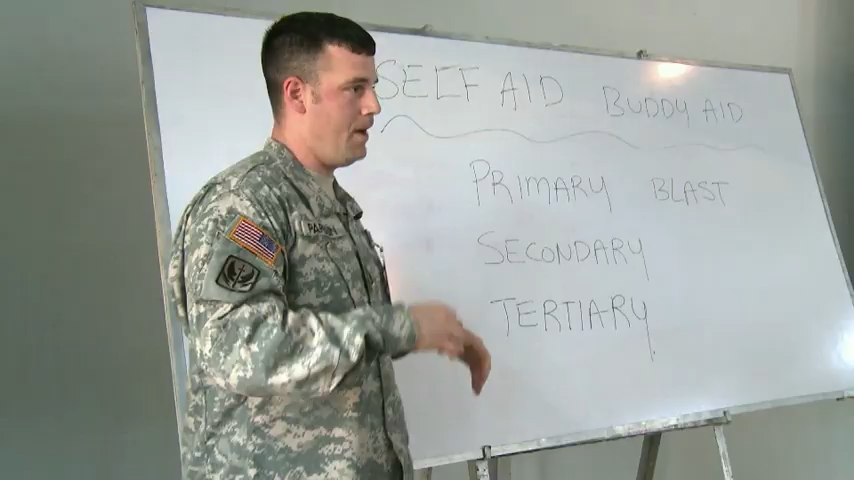 SELF AID BUDDY AID
PRIMARY BLAST
SECONDARY
TERTIARY